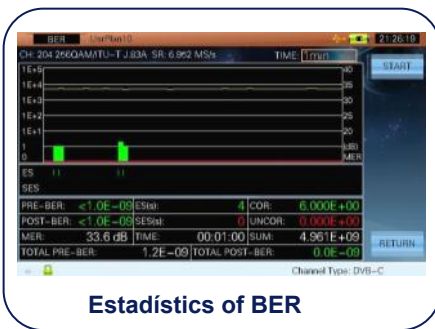 BER UsrPlan10 21:26:19
CH: 204 256QAM/ITU-T J.83A SR: 6.952 MS/s TIME: 1min START
1E+5 40
1E+4 35
1E+3 30
1E+2 25
1E+1 20
1 (dB)
0 MER
ES
SES
PRE-BER: <1.0E-09 ES(s): 4 COR: 6.000E+00
POST-BER: <1.0E-09 SES(s): 0 UNCOR: 0.000E+00
MER: 33.6 dB TIME: 00:01:00 SUM: 4.961E+09
TOTAL PRE-BER: 1.2E-09 TOTAL POST-BER: 0.0E-09
RETURN
Channel Type: DVB-C
Estadístics of BER